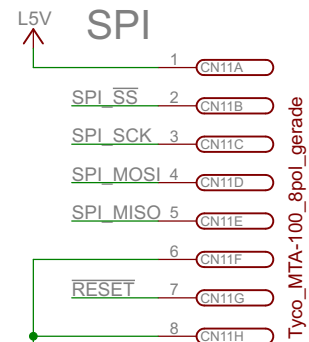 L5V
SPI
1 CN11A
SPI_SS 2 CN11B
SPI_SCK 3 CN11C
SPI_MOSI 4 CN11D
SPI_MISO 5 CN11E
6 CN11F
RESET 7 CN11G
8 CN11H
Tyco_MTA-100_8pol_gerade